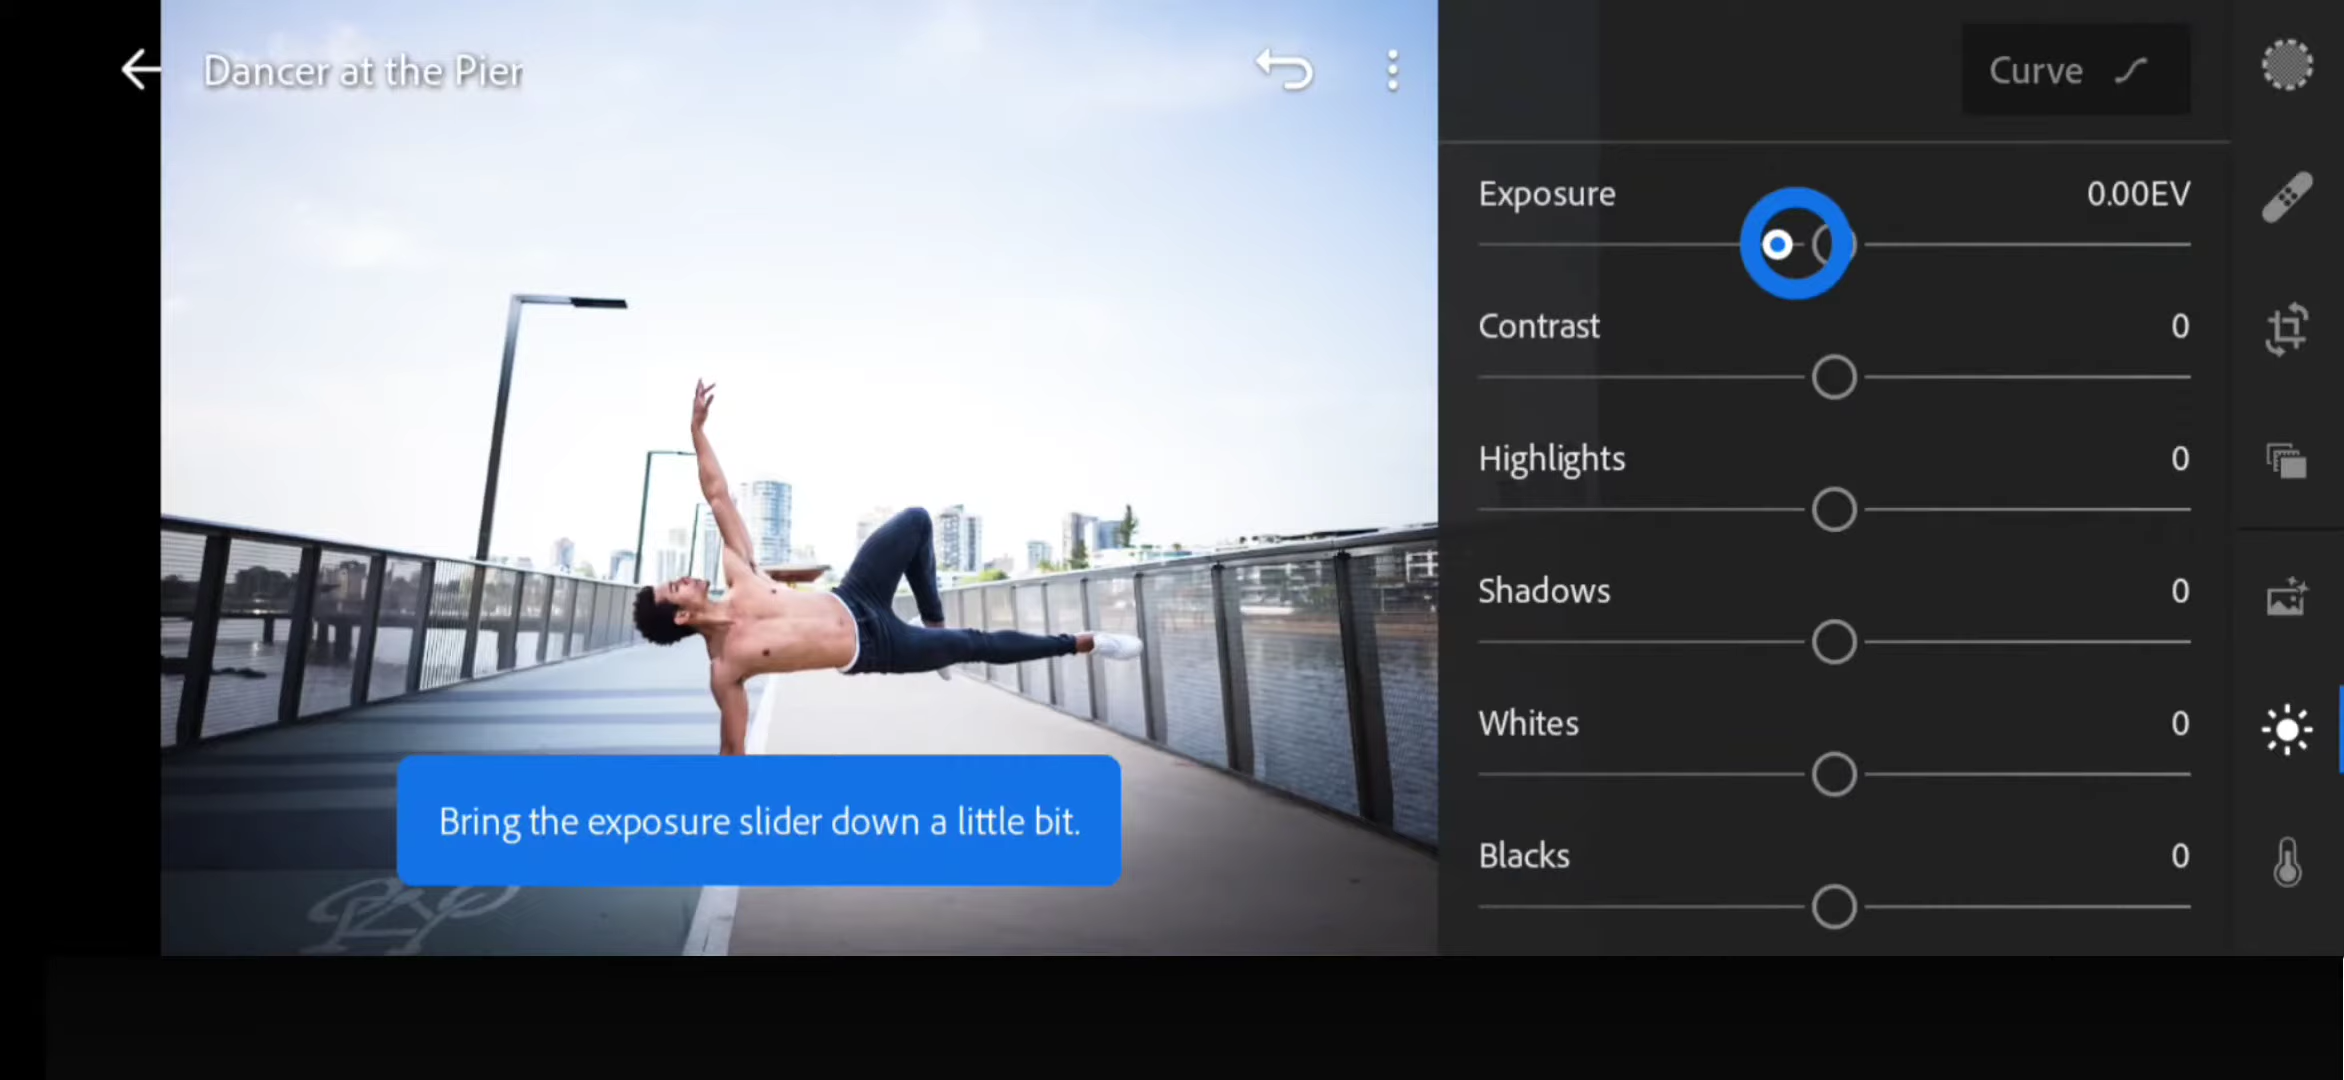 Dancer at the Pier
Curve
Exposure 0.00EV
Contrast 0
Highlights 0
Shadows 0
Whites 0
Blacks 0
Bring the exposure slider down a little bit.